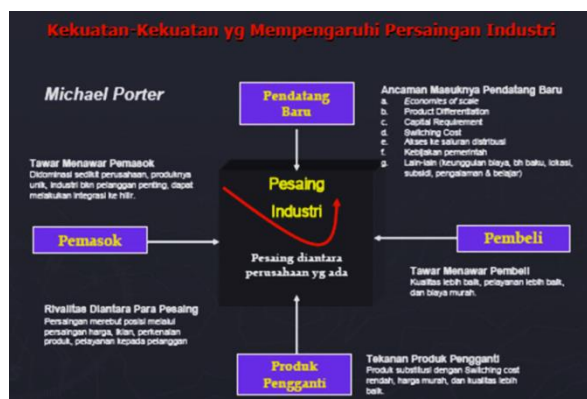 Kekuatan-Kekuatan yg Mempengaruhi Persaingan Industri
Michael Porter
Pendatang
Baru
Ancaman Masuknya Pendatang Baru
a. Economies of scale
b. Product Differentiation
c. Capital Requirement
d. Switching Cost
e. Akses ke saluran distribusi
f. Kebijakan pemerintah
g. Lain-lain (keunggulan biaya, bh baku, lokasi,
subsidi, pengalaman & belajar)
Tawar Menawar Pemasok
Didominasi sedikit perusahaan, produknya
unik, Industri bkn pelanggan penting, dapat
melakukan integrasi ke hilir.
Pesaing
Industri
Pesaing diantara
perusahaan yg ada
Pemasok
Pembeli
Tawar Menawar Pembeli
Kualitas lebih baik, pelayanan lebih baik,
dan biaya murah.
Rivalitas Diantara Para Pesaing
Persaingan merebut posisi melalui
persaingan harga, iklan, perkenalan
produk, pelayanan kepada pelanggan
Produk
Pengganti
Tekanan Produk Pengganti
Produk substitusi dengan Switching cost
rendah, harga murah, dan kualitas lebih
baik.